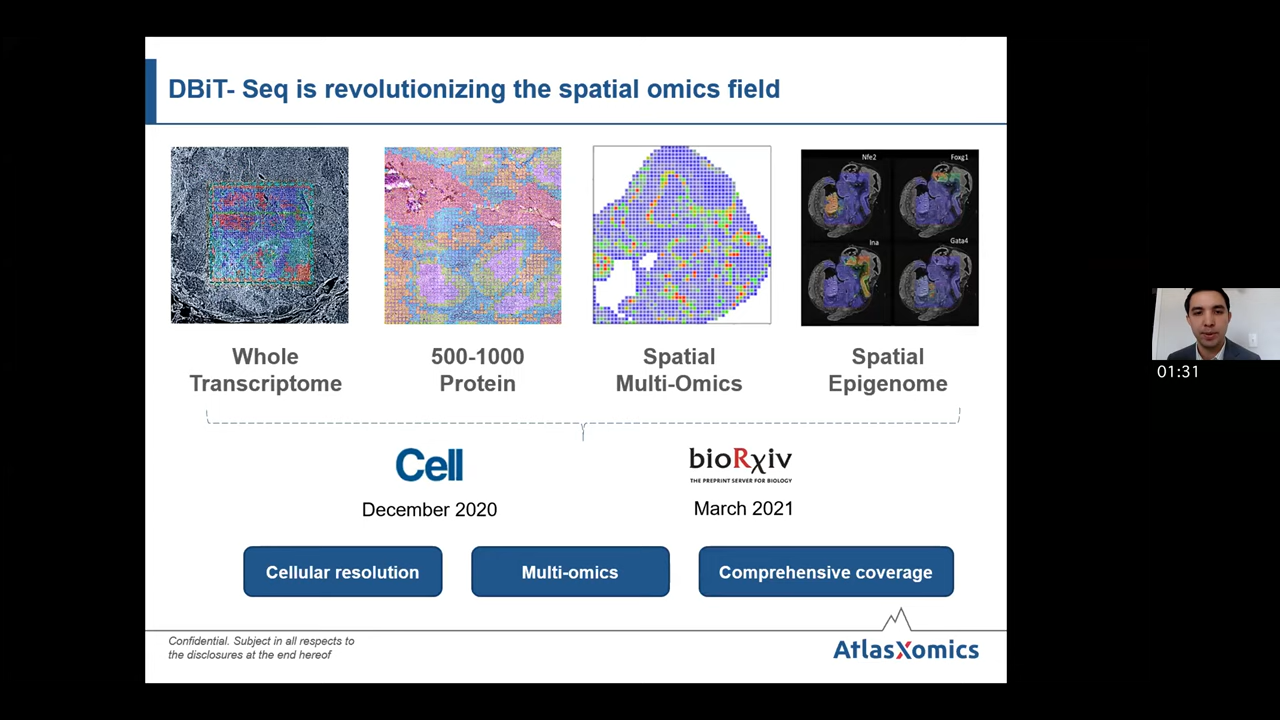 DBiT- Seq is revolutionizing the spatial omics field
Nfe2
Foxg1
Ina
Gata4
Whole
Transcriptome
500-1000
Protein
Spatial
Multi-Omics
Spatial
Epigenome
01:31
Cell
December 2020
bioRxiv
THE PREPRINT SERVER FOR BIOLOGY
March 2021
Cellular resolution
Multi-omics
Comprehensive coverage
Confidential. Subject in all respects to
the disclosures at the end hereof
AtlasXomics